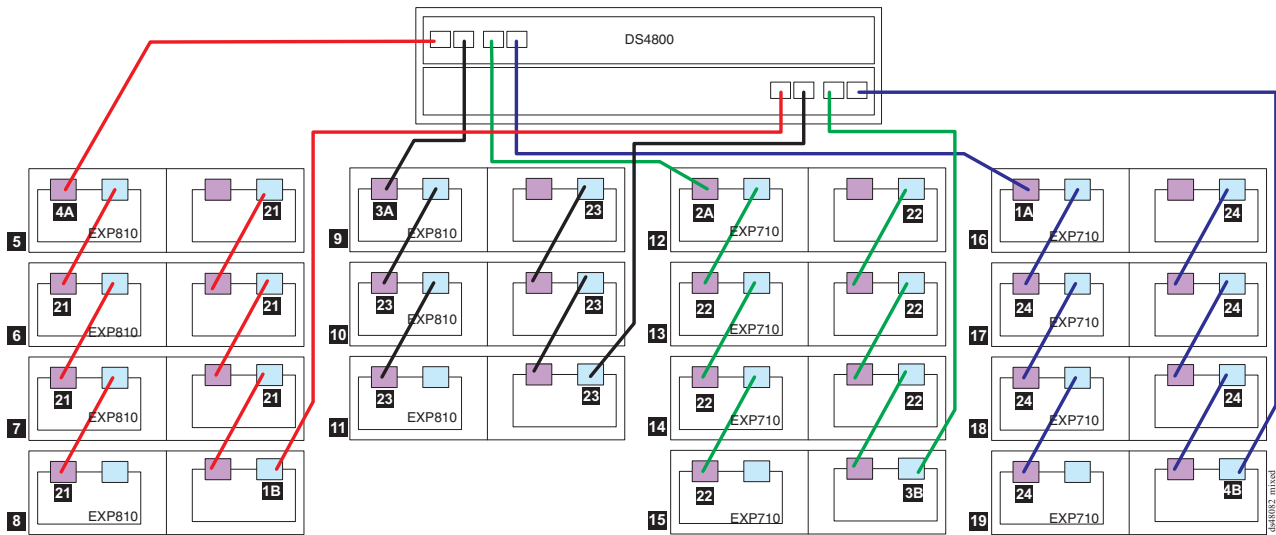 DS4800
4A 21 3A 23 2A 22 1A 24
5 EXP810 9 EXP810 12 EXP710 16 EXP710
21 21 23 23 22 22 24 24
6 EXP810 10 EXP810 13 EXP710 17 EXP710
21 21 23 23 22 22 24 24
7 EXP810 11 EXP810 14 EXP710 18 EXP710
21 1B 22 3B 24 4B
8 EXP810 15 EXP710 19 EXP710
ds48082_mixed